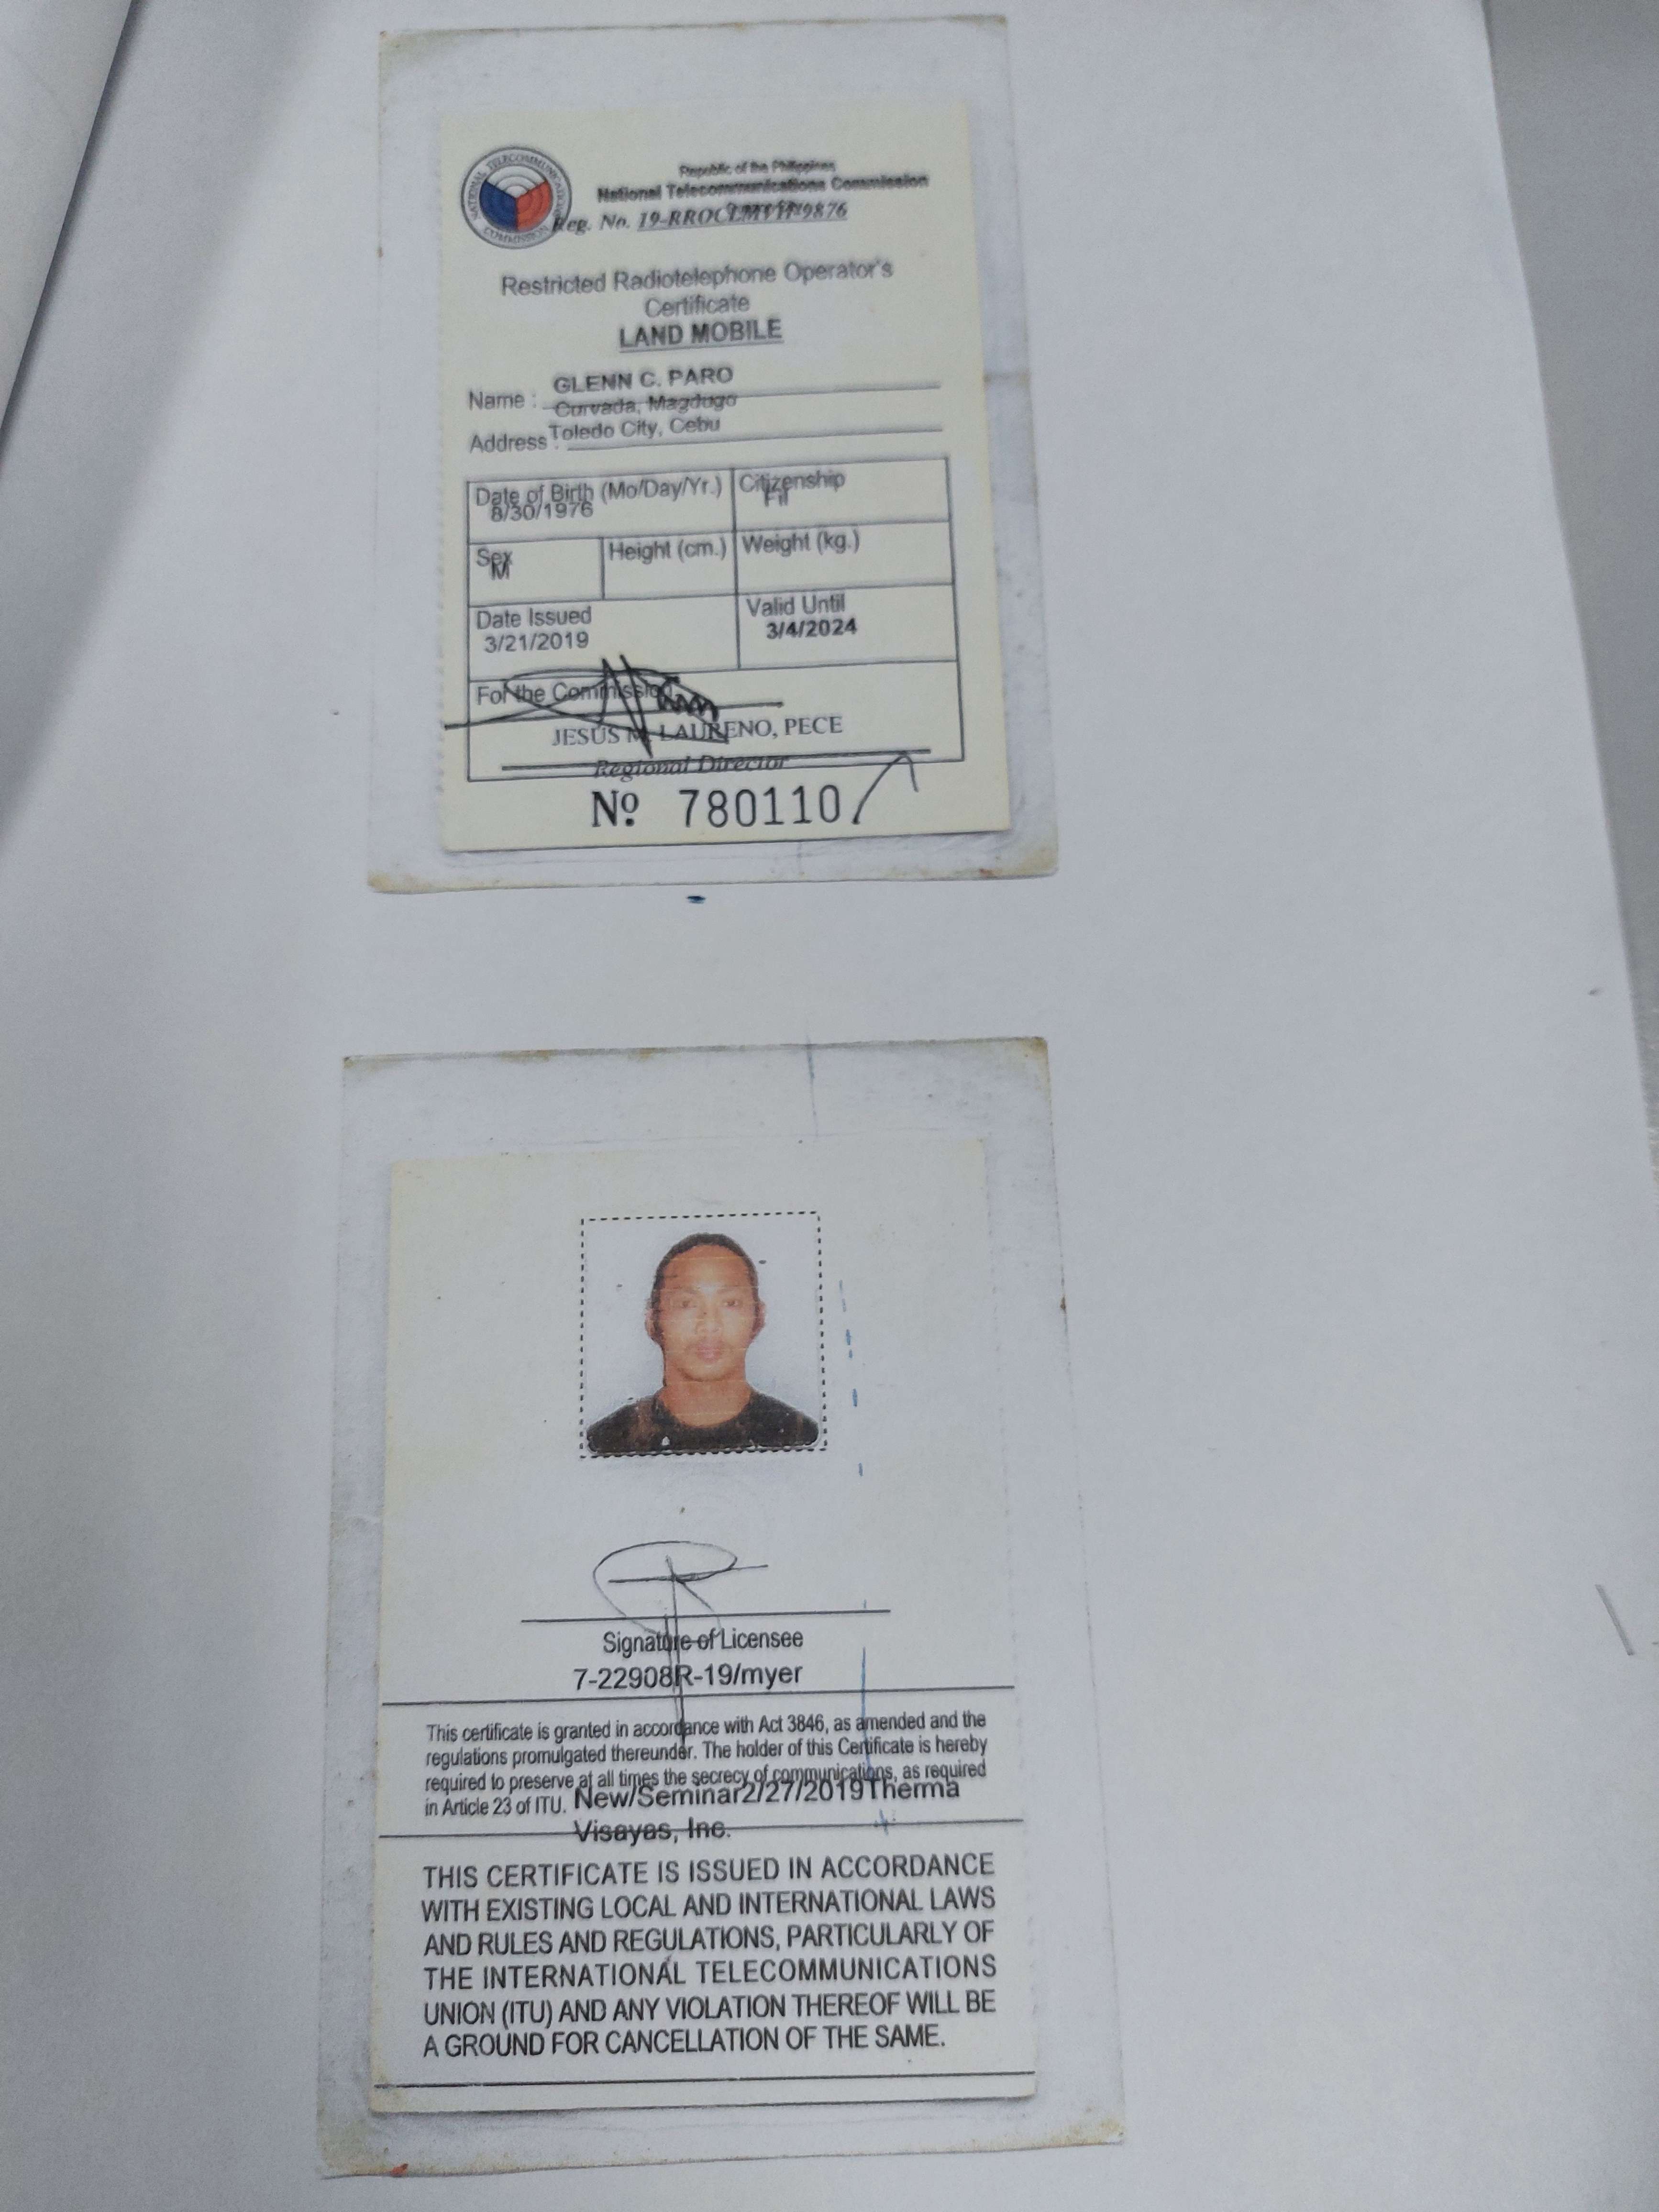 NATIONAL TELECOMMUNICATIONS COMMISSION
Republic of the Philippines
National Telecommunications Commission
Reg. No. 19-RROCLMVII-9876
Restricted Radiotelephone Operator's
Certificate
LAND MOBILE
GLENN C. PARO
Name :
Curvada, Magdugo
Toledo City, Cebu
Address :
Date of Birth (Mo/Day/Yr.) Citizenship
8/30/1976 Fil
Sex Height (cm.) Weight (kg.)
M
Date Issued Valid Until
3/21/2019 3/4/2024
For the Commission
JESUS M. LAURENO, PECE
Regional Director
Nº 780110
Signature of Licensee
7-22908R-19/myer
This certificate is granted in accordance with Act 3846, as amended and the
regulations promulgated thereunder. The holder of this Certificate is hereby
required to preserve at all times the secrecy of communications, as required
in Article 23 of ITU. New/Seminar2/27/2019Therma
Visayas, Inc.
THIS CERTIFICATE IS ISSUED IN ACCORDANCE
WITH EXISTING LOCAL AND INTERNATIONAL LAWS
AND RULES AND REGULATIONS, PARTICULARLY OF
THE INTERNATIONAL TELECOMMUNICATIONS
UNION (ITU) AND ANY VIOLATION THEREOF WILL BE
A GROUND FOR CANCELLATION OF THE SAME.